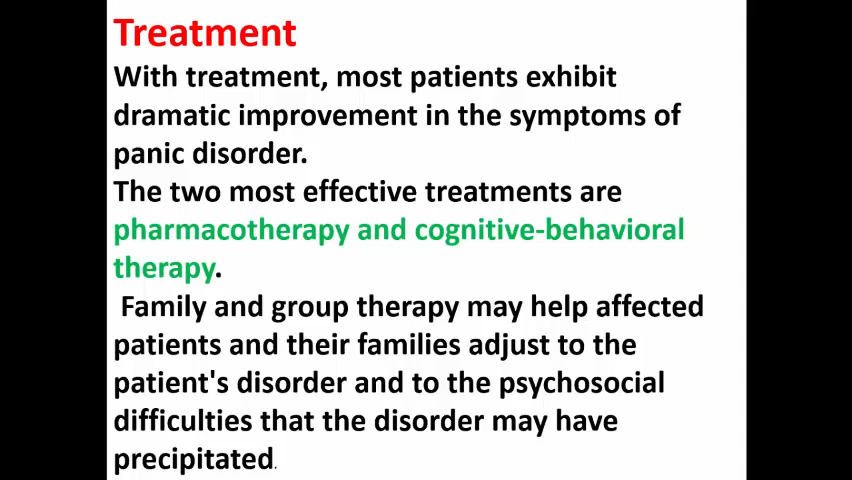 Treatment
With treatment, most patients exhibit
dramatic improvement in the symptoms of
panic disorder.
The two most effective treatments are
pharmacotherapy and cognitive-behavioral
therapy.
Family and group therapy may help affected
patients and their families adjust to the
patient's disorder and to the psychosocial
difficulties that the disorder may have
precipitated.